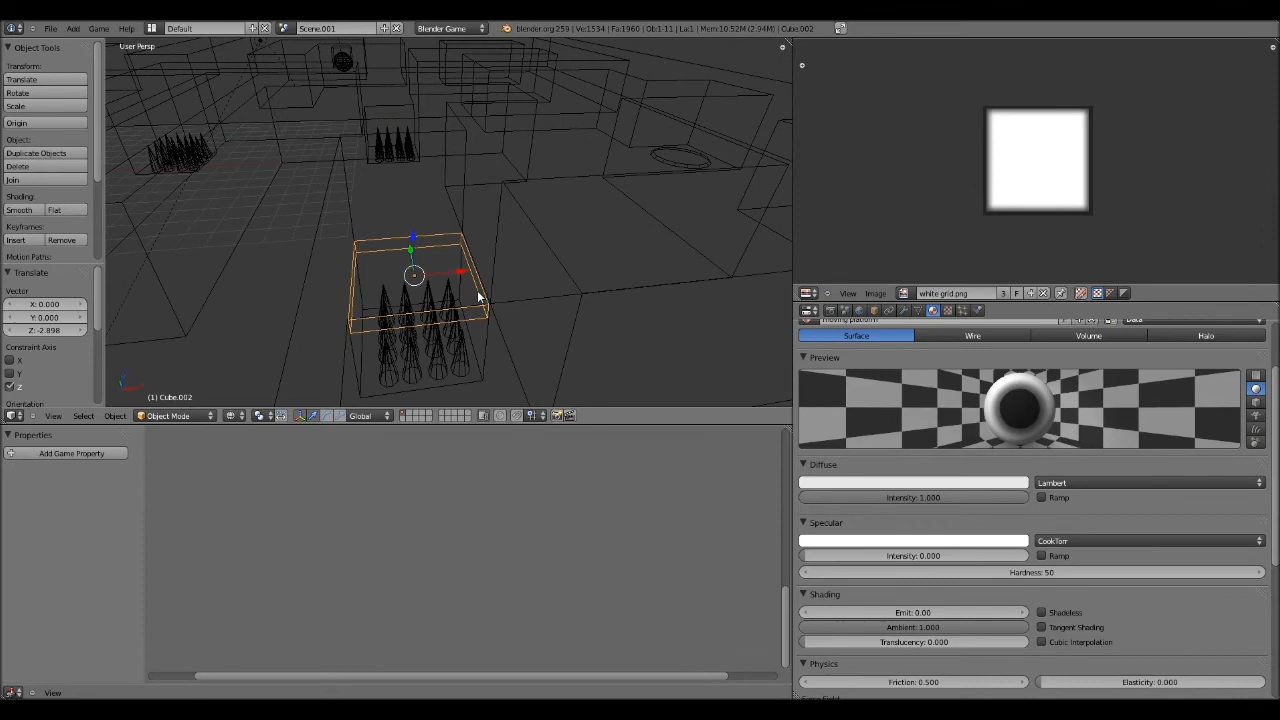 File Add Game Help Default Scene.001 Blender Game blender.org 259 | Ve:1534 | Fa:1960 | Ob:1-11 | La:1 | Mem:10.52M (2.94M) | Cube.002
Object Tools
Transform:
Translate
Rotate
Scale
Origin
Object:
Duplicate Objects
Delete
Join
Shading:
Smooth Flat
Keyframes:
Insert Remove
Motion Paths:
Translate
Vector
X: 0.000
Y: 0.000
Z: -2.898
Constraint Axis
X
Y
Z
Orientation
User Persp
(1) Cube.002
View Select Object Object Mode Global
Properties
Add Game Property
View
View Image white grid.png 3 F
moving platform F Data
Surface Wire Volume Halo
Preview
Diffuse
Lambert
Intensity: 1.000 Ramp
Specular
CookTorr
Intensity: 0.000 Ramp
Hardness: 50
Shading
Emit: 0.00 Shadeless
Ambient: 1.000 Tangent Shading
Translucency: 0.000 Cubic Interpolation
Physics
Friction: 0.500 Elasticity: 0.000